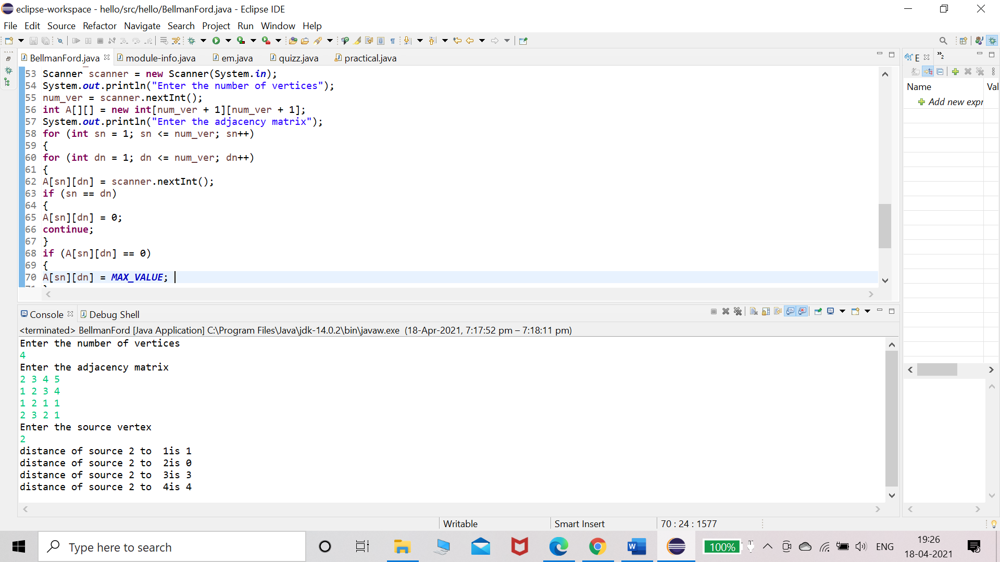 eclipse-workspace - hello/src/hello/BellmanFord.java - Eclipse IDE
File Edit Source Refactor Navigate Search Project Run Window Help
BellmanFord.java module-info.java em.java quizz.java practical.java
53 Scanner scanner = new Scanner(System.in);
54 System.out.println("Enter the number of vertices");
55 num_ver = scanner.nextInt();
56 int A[][] = new int[num_ver + 1][num_ver + 1];
57 System.out.println("Enter the adjacency matrix");
58 for (int sn = 1; sn <= num_ver; sn++)
59 {
60 for (int dn = 1; dn <= num_ver; dn++)
61 {
62 A[sn][dn] = scanner.nextInt();
63 if (sn == dn)
64 {
65 A[sn][dn] = 0;
66 continue;
67 }
68 if (A[sn][dn] == 0)
69 {
70 A[sn][dn] = MAX_VALUE;
E
2
Name Val
Add new expr
Console Debug Shell
<terminated> BellmanFord [Java Application] C:\Program Files\Java\jdk-14.0.2\bin\javaw.exe (18-Apr-2021, 7:17:52 pm – 7:18:11 pm)
Enter the number of vertices
4
Enter the adjacency matrix
2 3 4 5
1 2 3 4
1 2 1 1
2 3 2 1
Enter the source vertex
2
distance of source 2 to  1is 1
distance of source 2 to  2is 0
distance of source 2 to  3is 3
distance of source 2 to  4is 4
Writable Smart Insert 70 : 24 : 1577
Type here to search
W
100%
ENG
19:26
18-04-2021